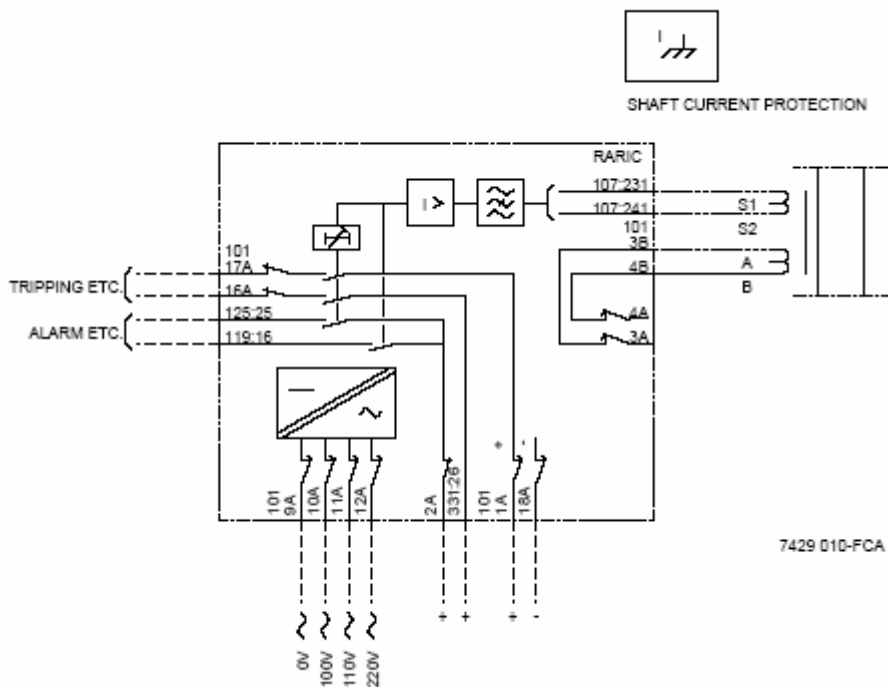 I
SHAFT CURRENT PROTECTION
RARIC
107:231
I >
107:241
S1
S2
101
3B
101
17A
4B
A
TRIPPING ETC.
16A
B
125:25
4A
ALARM ETC.
119:16
3A
+ -
101
9A
10A
11A
12A
2A
331:26
101
1A
18A
7429 010-FCA
+ + + -
0V
100V
110V
220V